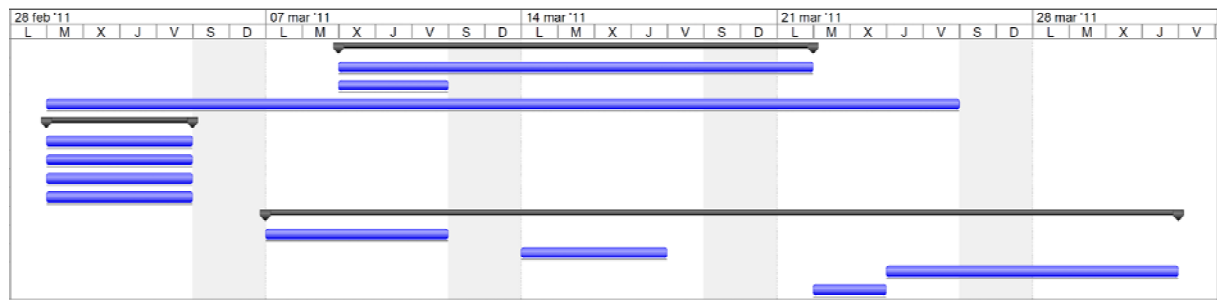 28 feb '11 07 mar '11 14 mar '11 21 mar '11 28 mar '11
L M X J V S D L M X J V S D L M X J V S D L M X J V S D L M X J V